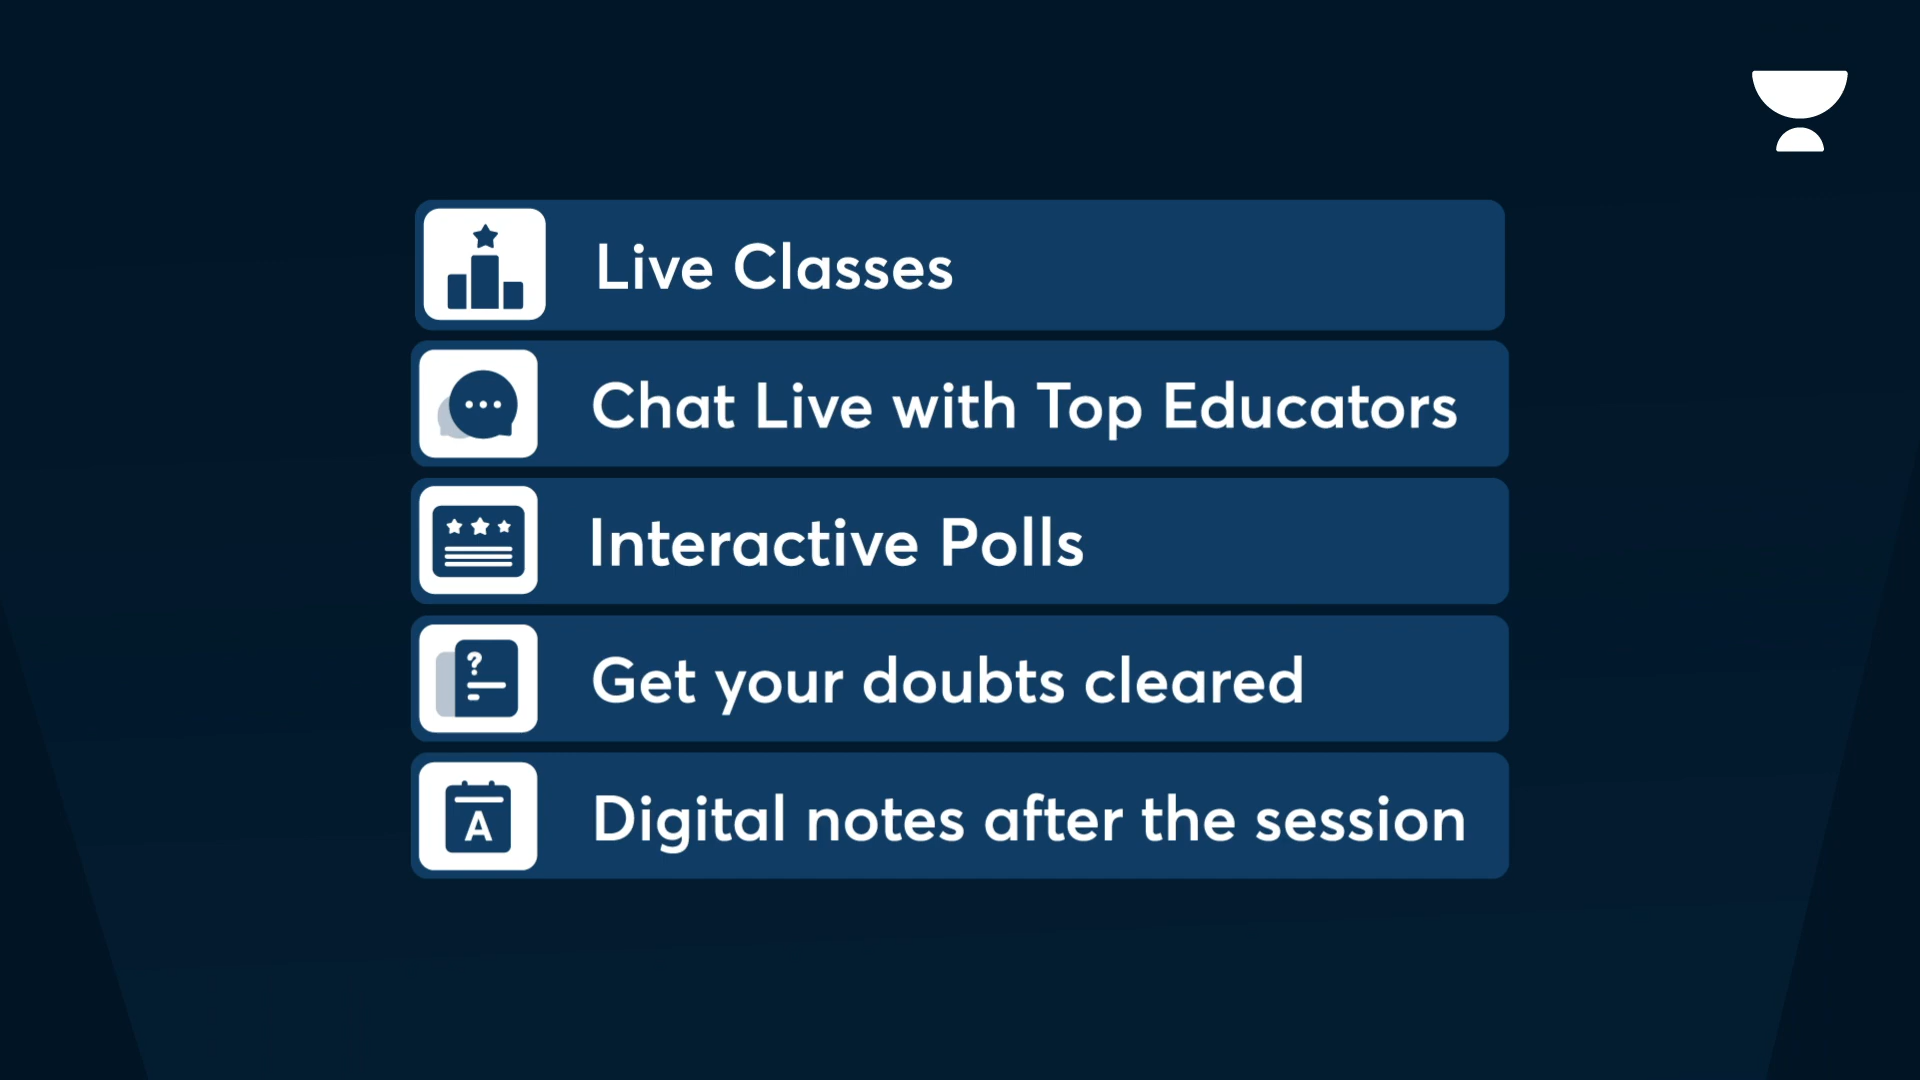 Live Classes
Chat Live with Top Educators
Interactive Polls
?
Get your doubts cleared
A
Digital notes after the session